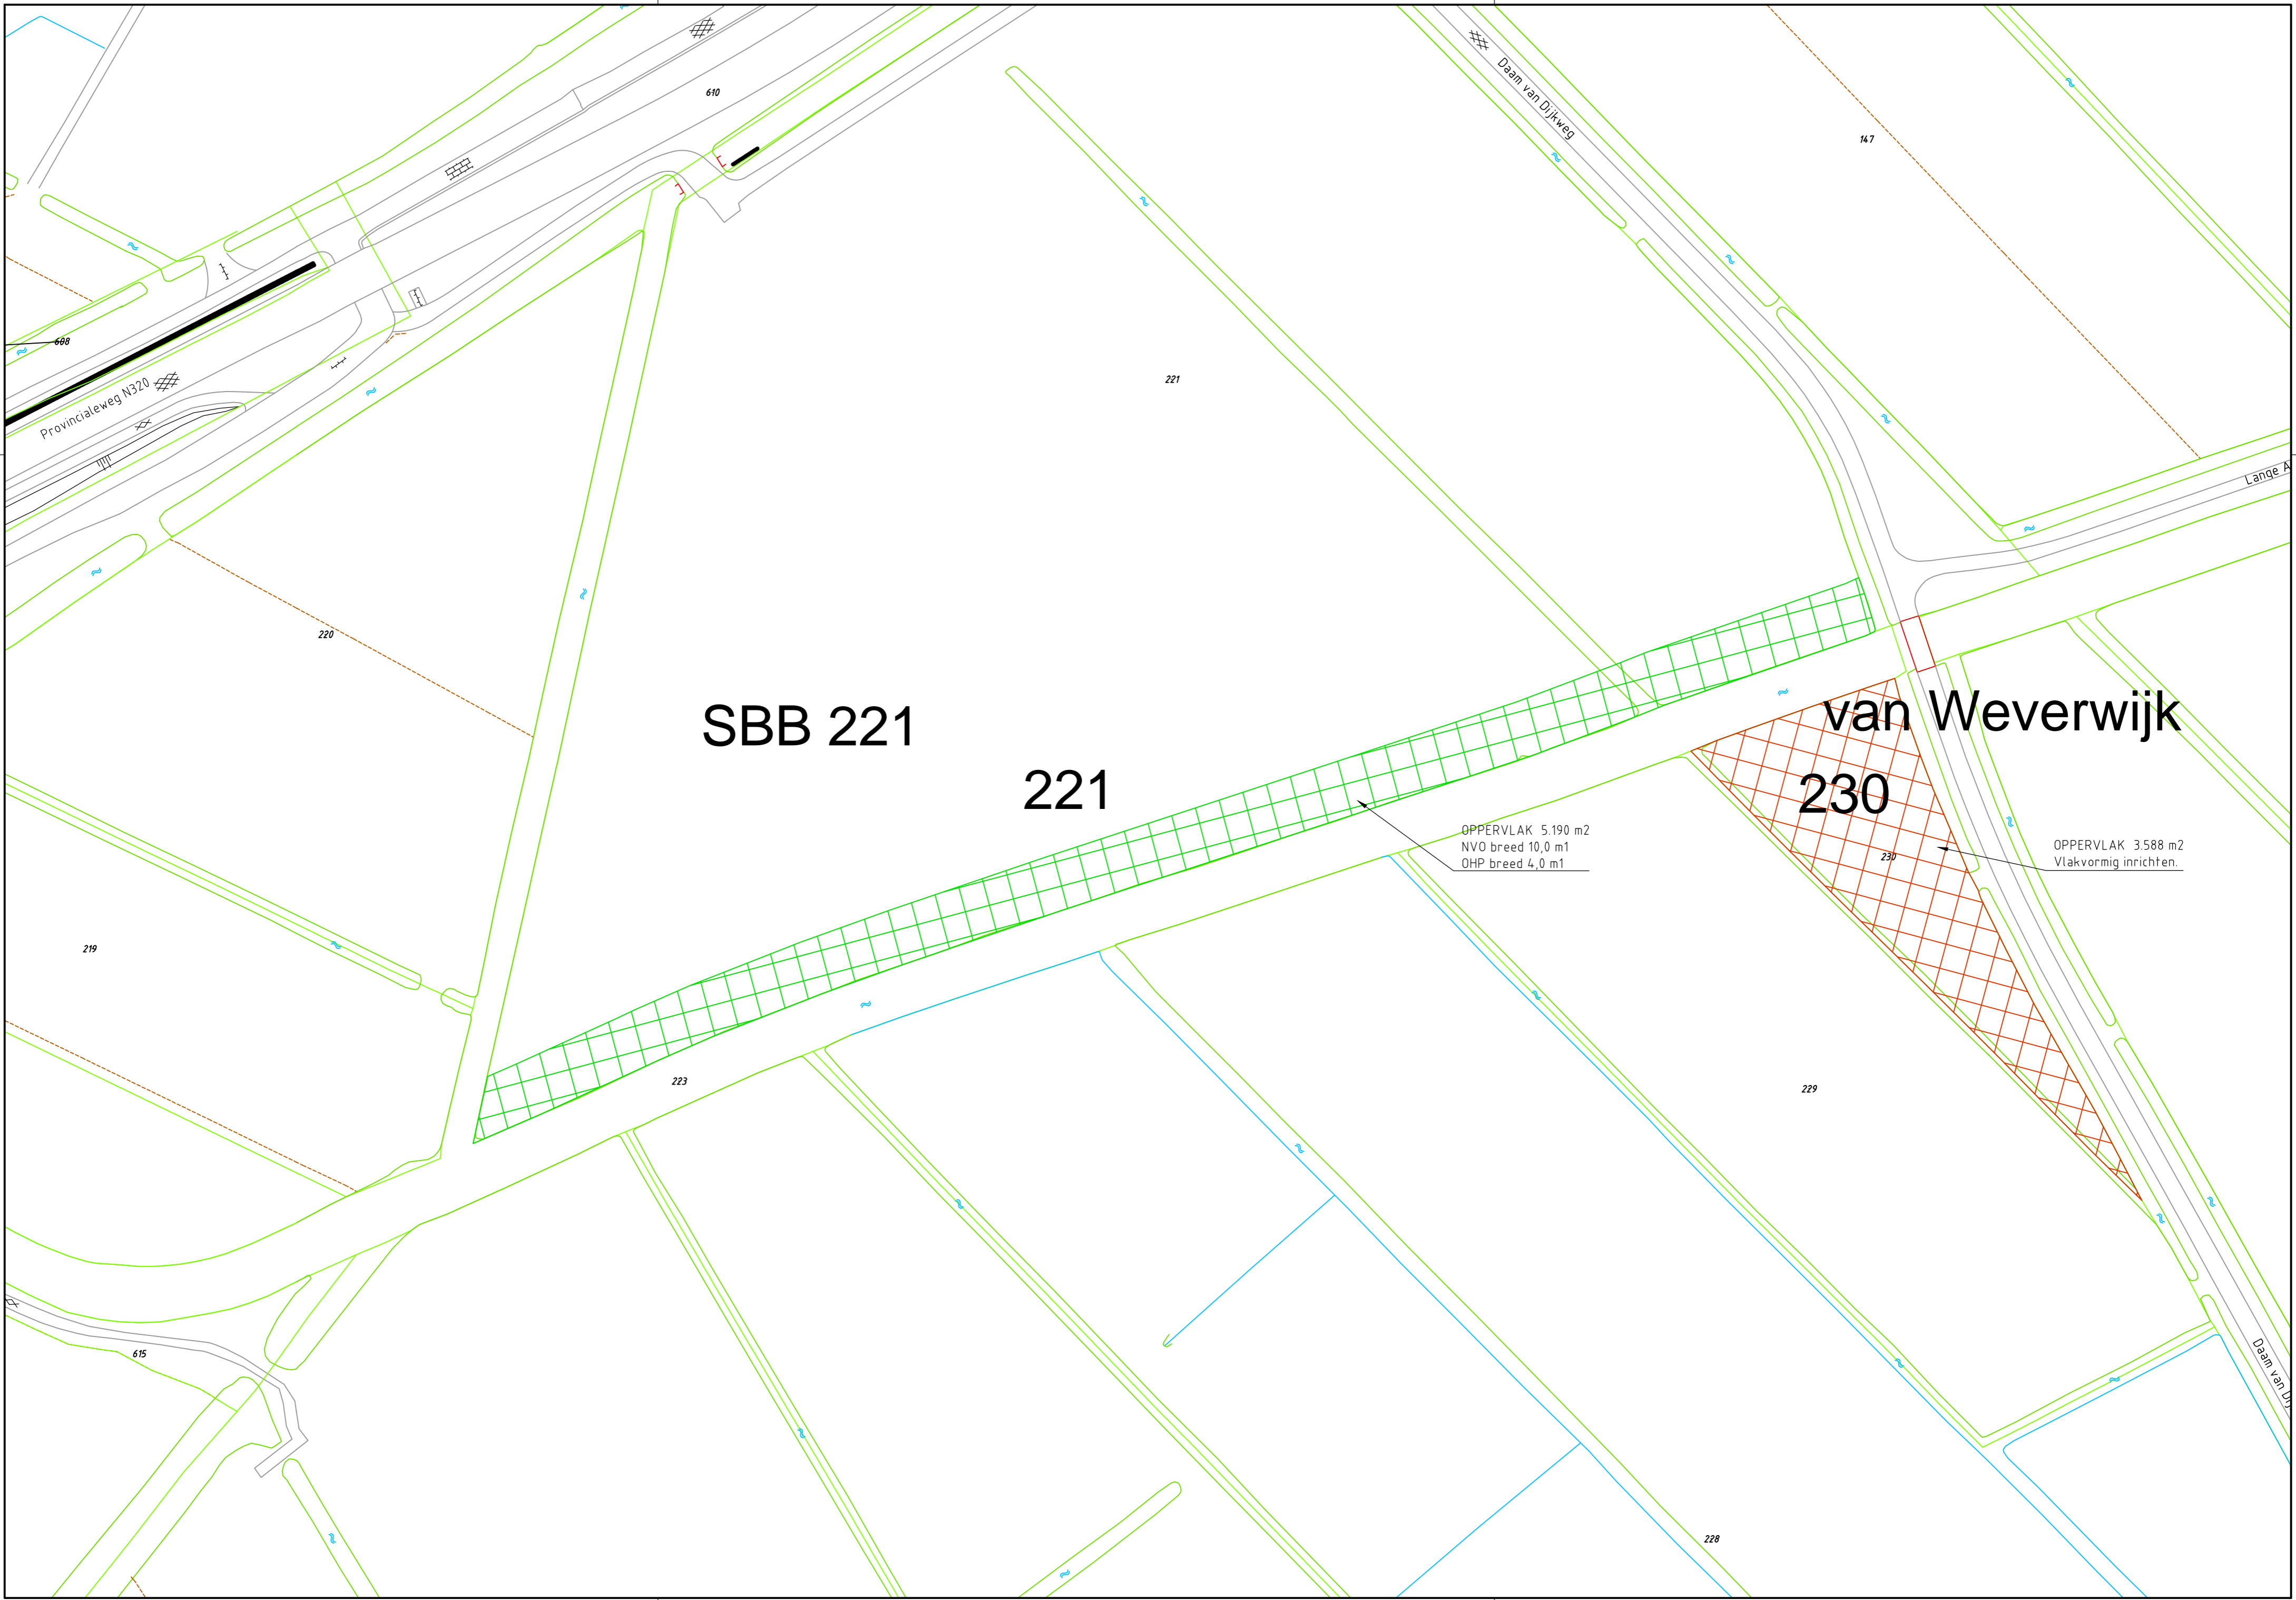 610
Daam van Dijkweg
147
608
Provincialeweg N320
221
Lange A
220
SBB 221
221
van Weverwijk
230
OPPERVLAK 5.190 m2
NVO breed 10,0 m1
OHP breed 4,0 m1
230
OPPERVLAK 3.588 m2
Vlakvormig inrichten.
219
223
229
615
Daam van Dij
228